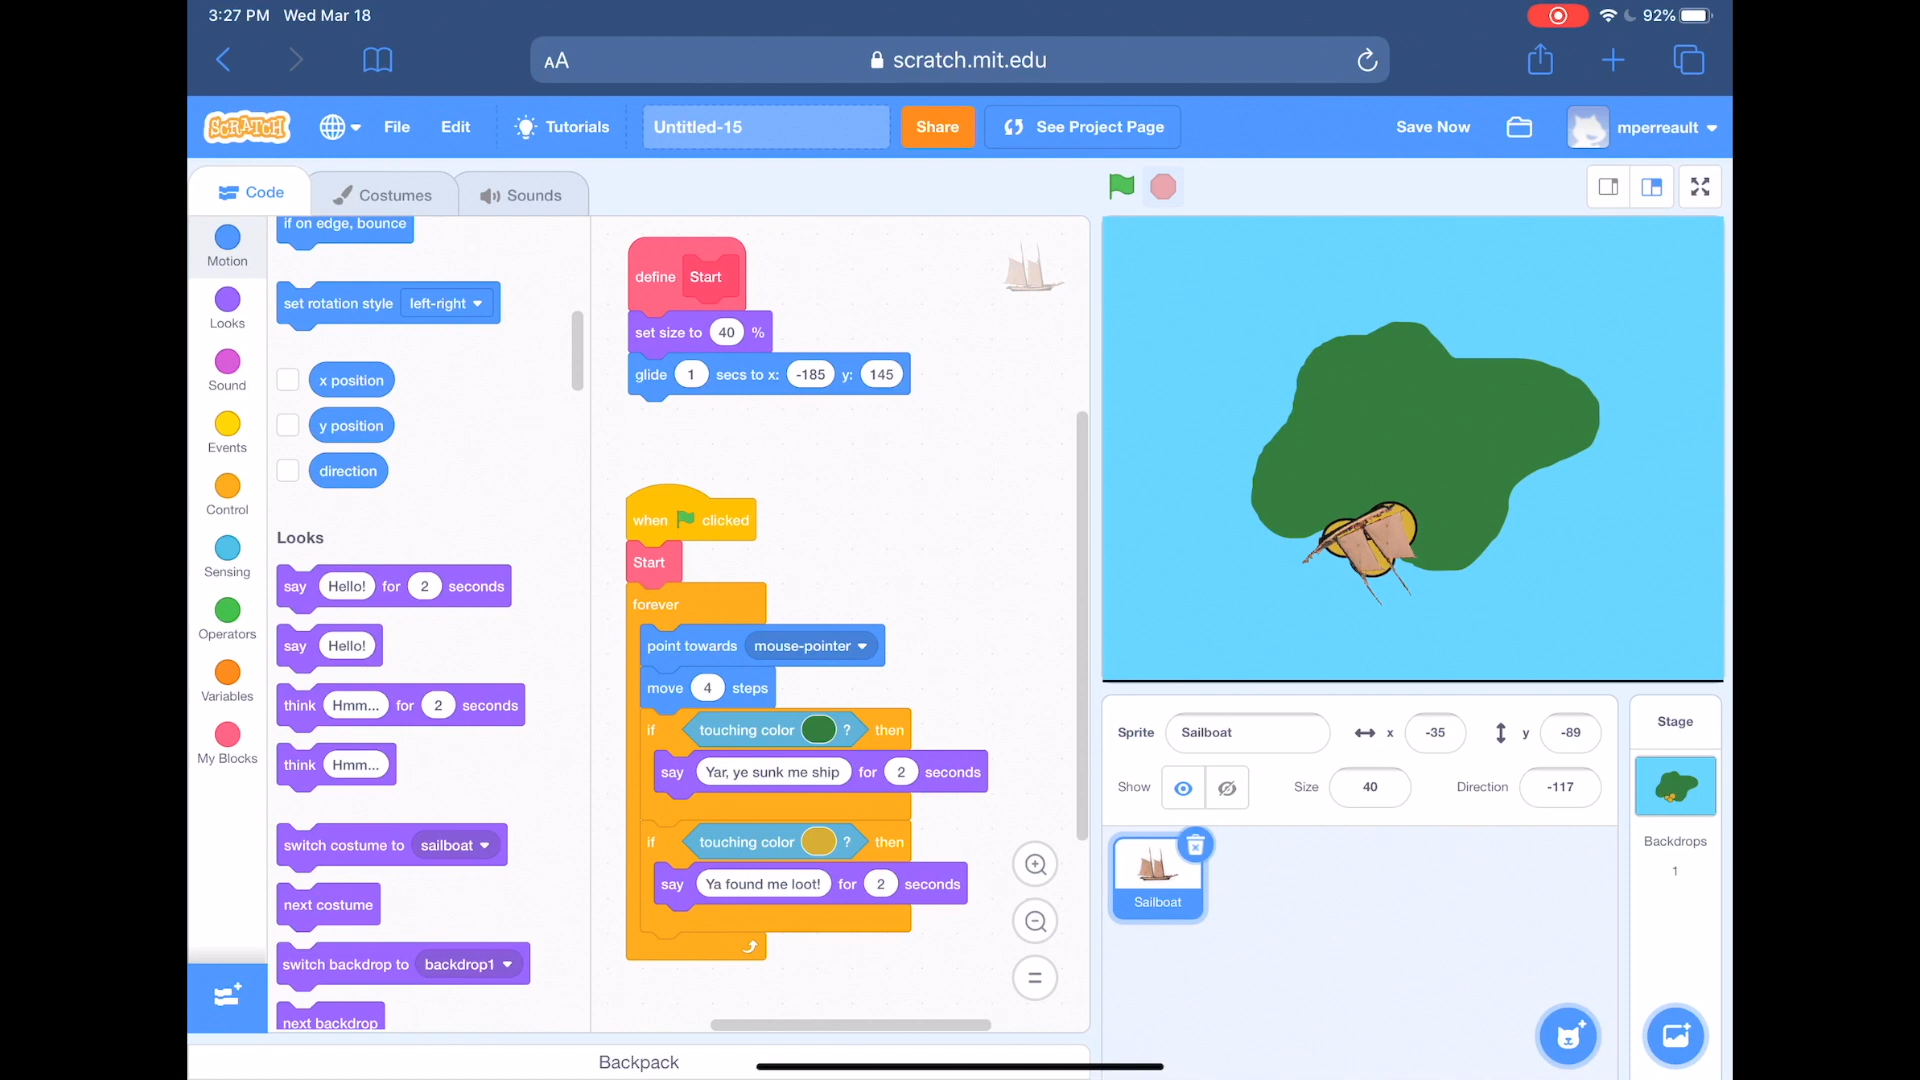 3:27 PM Wed Mar 18
92%
AA
scratch.mit.edu
SCRATCH
File
Edit
Tutorials
Untitled-15
Share
See Project Page
Save Now
mperreault
Code
Costumes
Sounds
Motion
Looks
Sound
Events
Control
Sensing
Operators
Variables
My Blocks
if on edge, bounce
set rotation style left-right
x position
y position
direction
Looks
say Hello! for 2 seconds
say Hello!
think Hmm... for 2 seconds
think Hmm...
switch costume to sailboat
next costume
switch backdrop to backdrop1
next backdrop
define Start
set size to 40 %
glide 1 secs to x: -185 y: 145
when clicked
Start
forever
point towards mouse-pointer
move 4 steps
if touching color ? then
say Yar, ye sunk me ship for 2 seconds
if touching color ? then
say Ya found me loot! for 2 seconds
Backpack
Sprite Sailboat x -35 y -89
Show Size 40 Direction -117
Sailboat
Stage
Backdrops
1